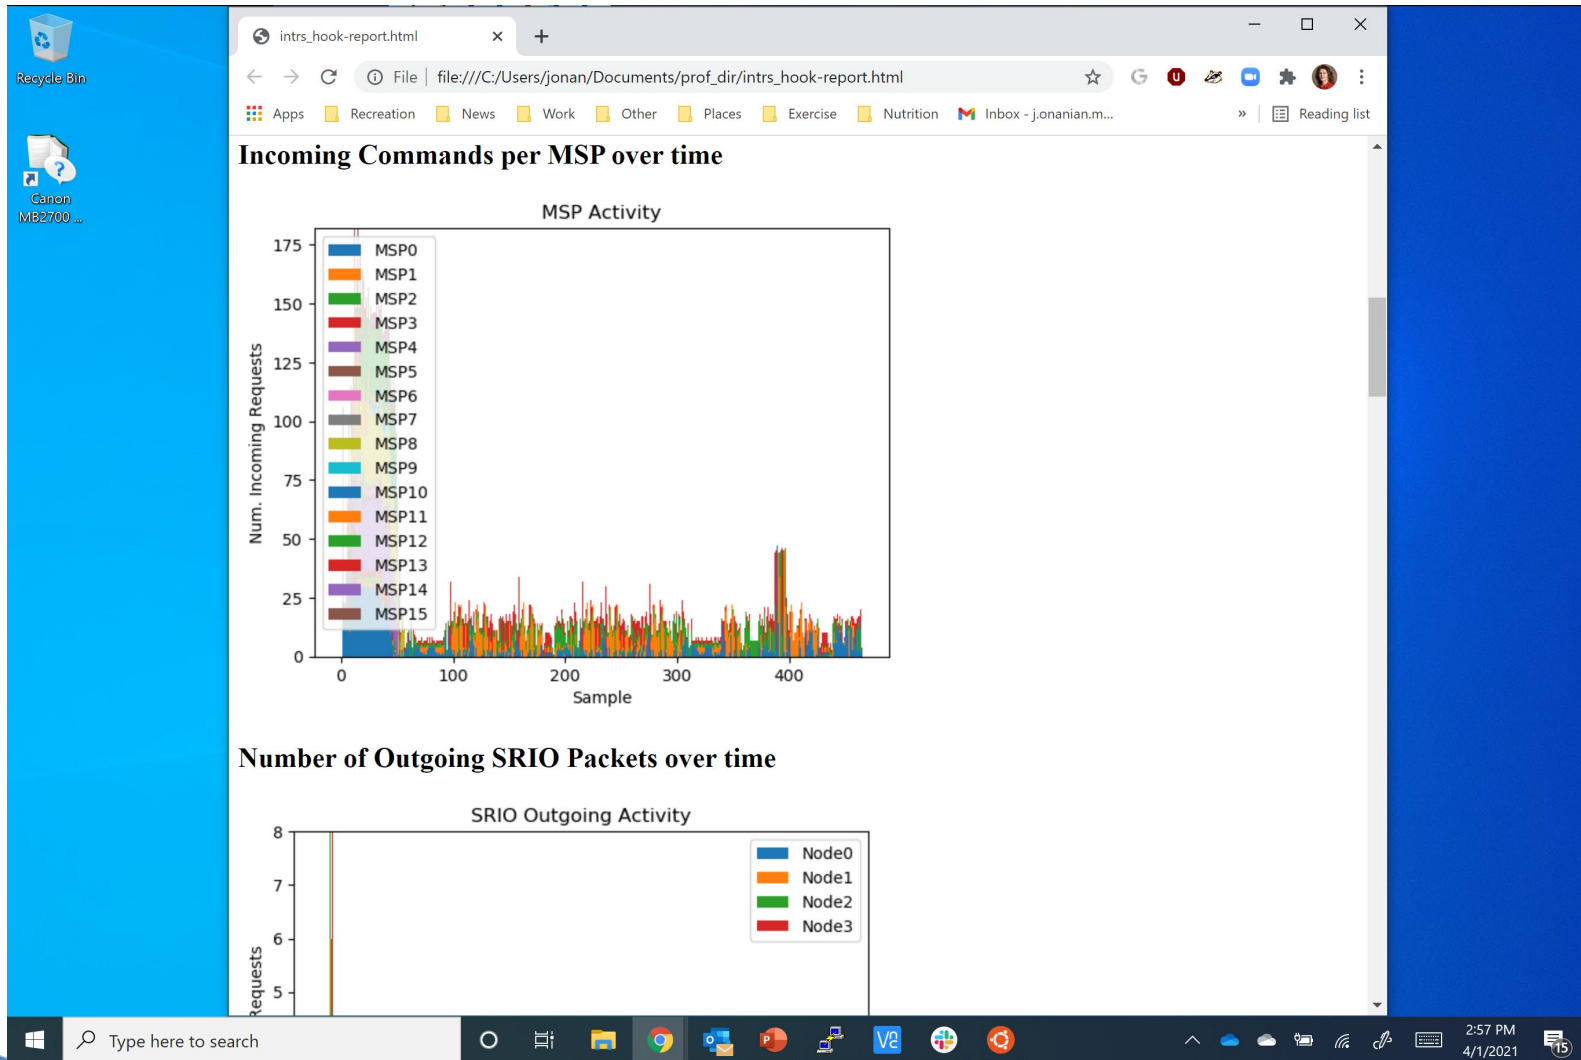 Recycle Bin
Canon
MB2700 ...
intrs_hook-report.html
File
file:///C:/Users/jonan/Documents/prof_dir/intrs_hook-report.html
Apps
Recreation
News
Work
Other
Places
Exercise
Nutrition
Inbox - j.onanian.m...
»
Reading list
Incoming Commands per MSP over time
MSP Activity
175
150
125
100
75
50
25
0
Num. Incoming Requests
MSP0
MSP1
MSP2
MSP3
MSP4
MSP5
MSP6
MSP7
MSP8
MSP9
MSP10
MSP11
MSP12
MSP13
MSP14
MSP15
0 100 200 300 400
Sample
Number of Outgoing SRIO Packets over time
SRIO Outgoing Activity
8
7
6
5
Requests
Node0
Node1
Node2
Node3
Type here to search
2:57 PM
4/1/2021
15